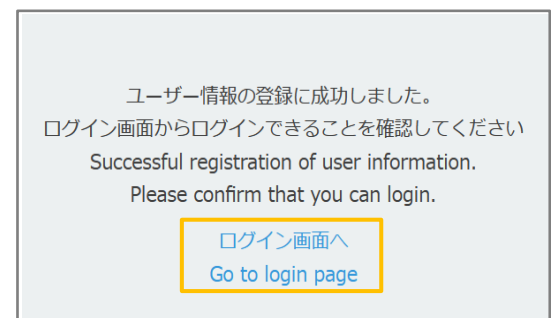 ユーザー情報の登録に成功しました。
ログイン画面からログインできることを確認してください
Successful registration of user information.
Please confirm that you can login.
ログイン画面へ
Go to login page